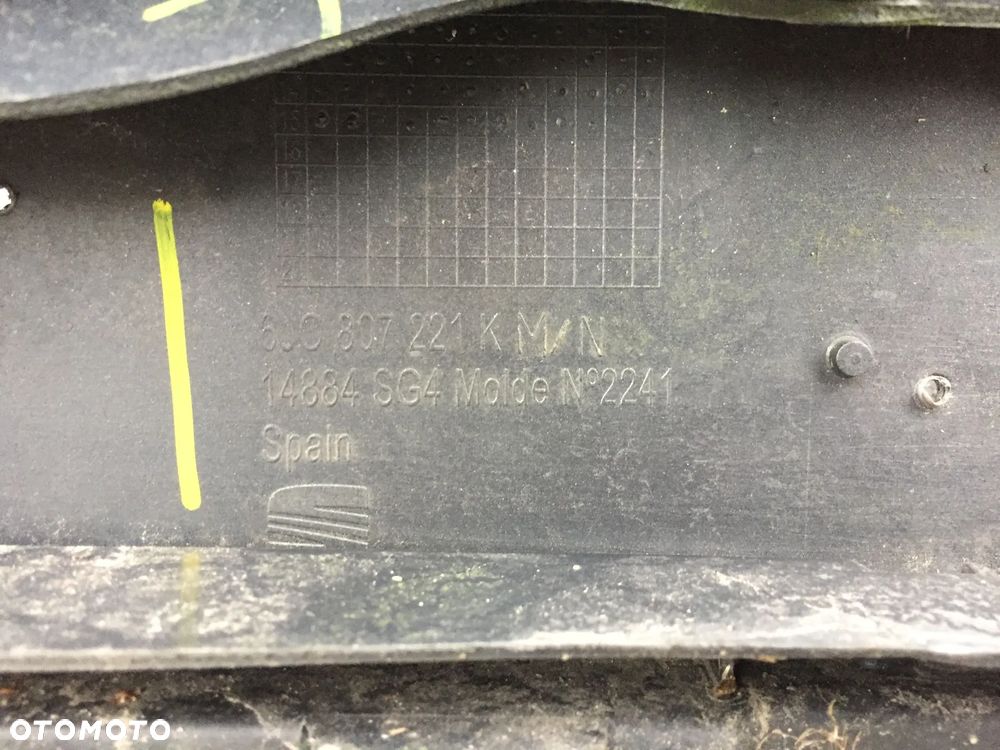 6J0 807 221 K M/N
14884 SG4 Molde Nº2241
Spain
OTOMOTO